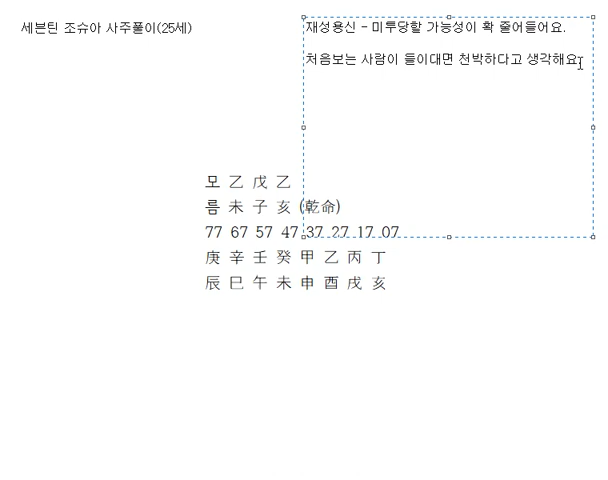 세븐틴 조슈아 사주풀이(25세)
재성용신 - 미투당할 가능성이 확 줄어들어요.
처음보는 사람이 들이대면 천박하다고 생각해요
모 乙 戊 乙
름 未 子 亥 (乾命)
77 67 57 47 37 27 17 07
庚 辛 壬 癸 甲 乙 丙 丁
辰 巳 午 未 申 酉 戌 亥